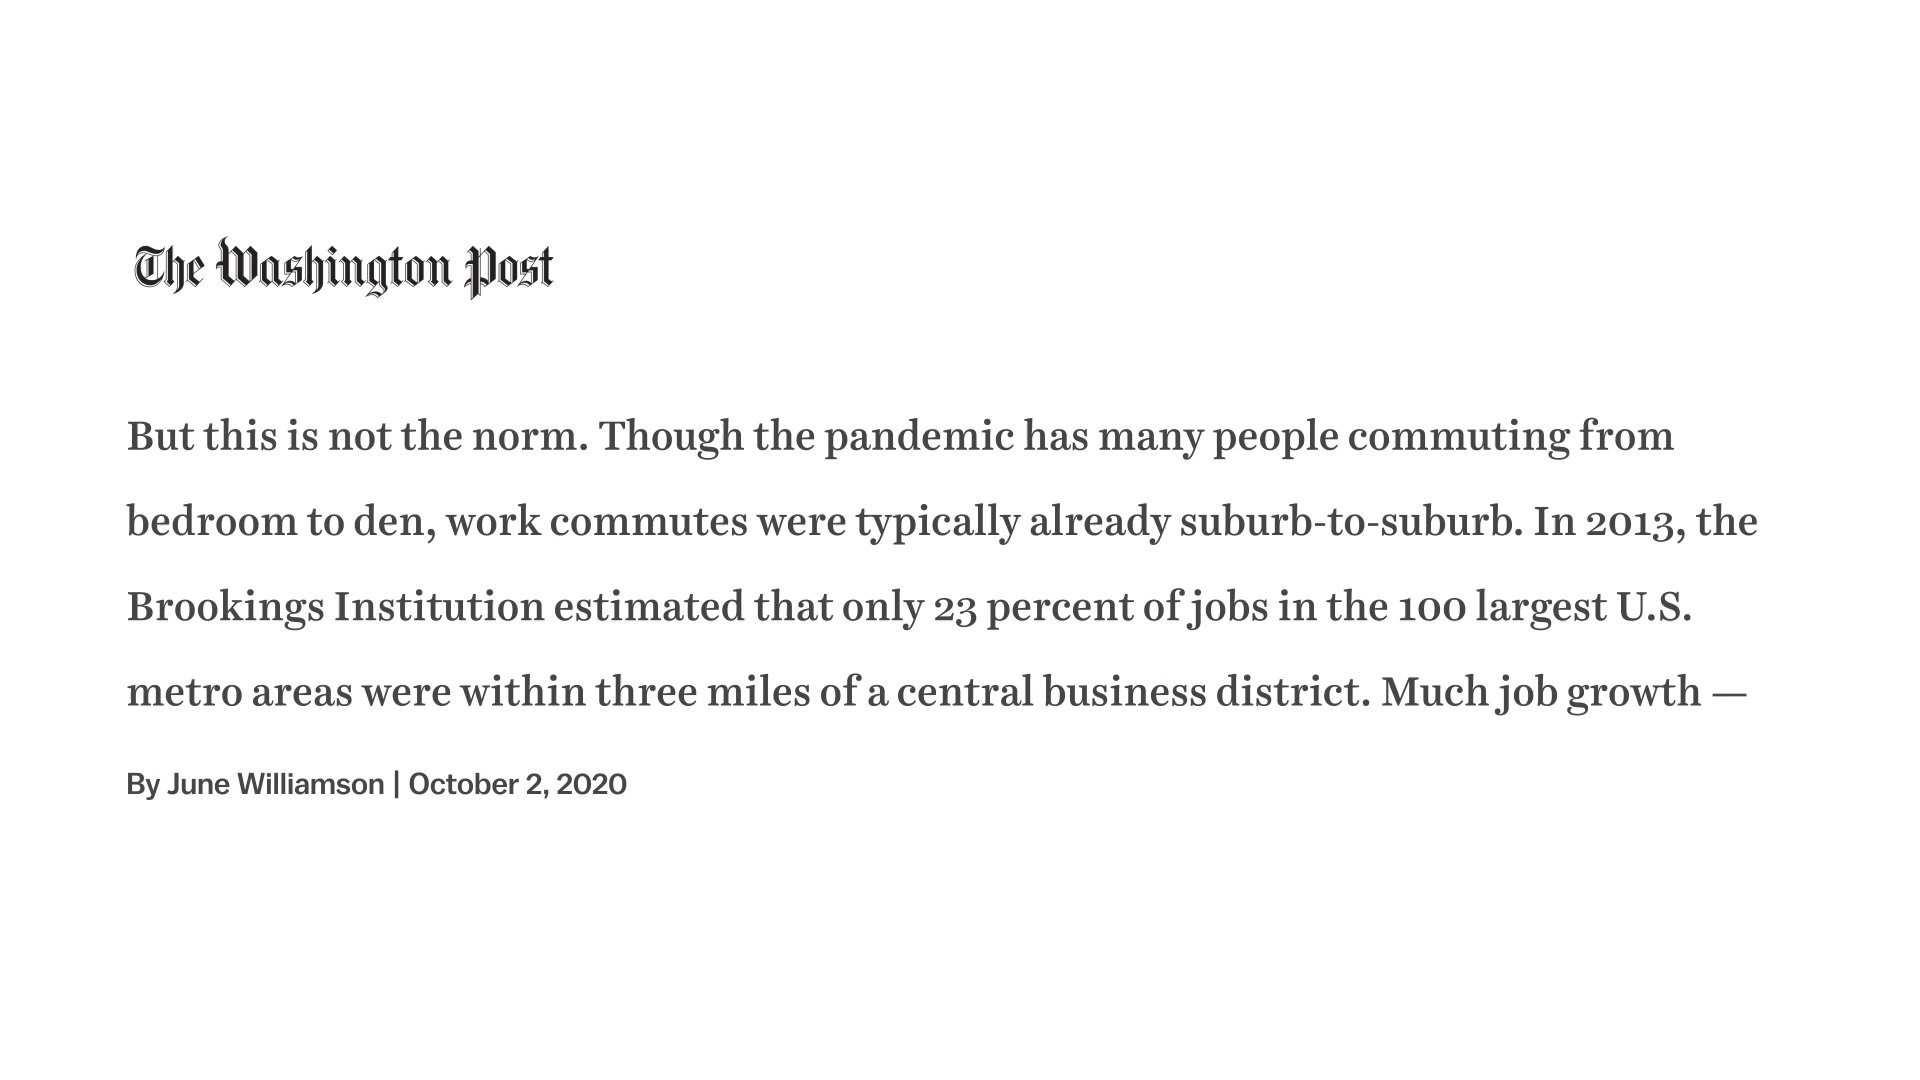 The Washington Post
But this is not the norm. Though the pandemic has many people commuting from
bedroom to den, work commutes were typically already suburb-to-suburb. In 2013, the
Brookings Institution estimated that only 23 percent of jobs in the 100 largest U.S.
metro areas were within three miles of a central business district. Much job growth —
By June Williamson | October 2, 2020